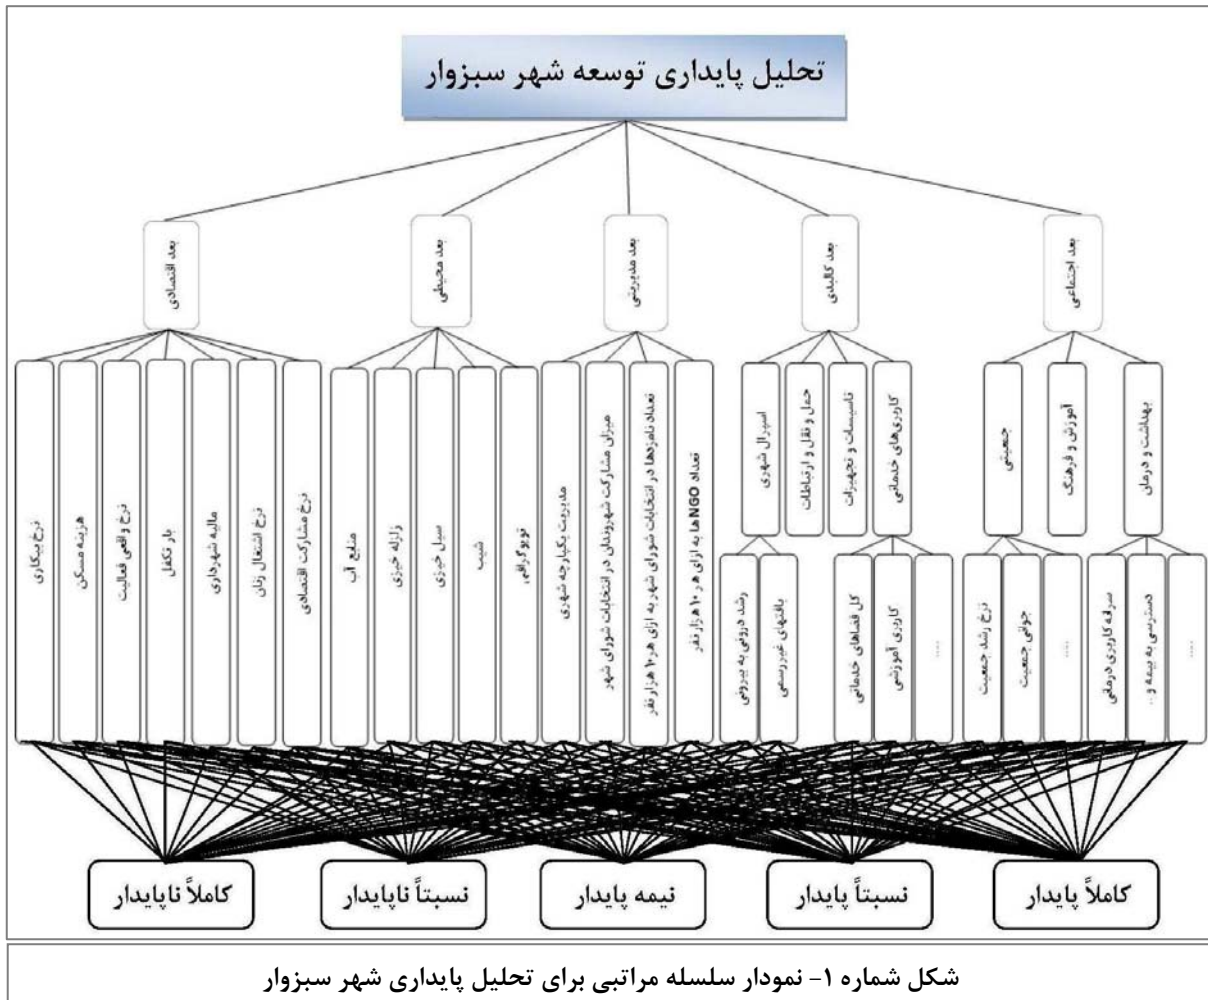 تحلیل پایداری توسعه شهر سبزوار
بعد اجتماعی
بعد کالبدی
بعد مدیریتی
بعد محیطی
بعد اقتصادی
بهداشت و درمان
آموزش و فرهنگ
جمعیتی
کاربری‌های خدماتی
تاسیسات و تجهیزات
حمل و نقل و ارتباطات
اسپرال شهری
تعداد NGOها به ازای هر ۱۰ هزار نفر
تعداد نامزدها در انتخابات شورای شهر به ازای هر ۱۰ هزار نفر
میزان مشارکت شهروندان در انتخابات شورای شهر
مدیریت یکپارچه شهری
توپوگرافی
شیب
سیل خیزی
زلزله خیزی
منابع آب
نرخ مشارکت اقتصادی
نرخ اشتغال زنان
مالیه شهرداری
بار تکفل
نرخ واقعی فعالیت
هزینه مسکن
نرخ بیکاری
....
دسترسی به بیمه و ..
سرانه کاربری درمانی
....
جوانی جمعیت
نرخ رشد جمعیت
....
کاربری آموزشی
کل فضاهای خدماتی
بافتهای غیررسمی
رشد درونی به بیرونی
کاملاً پایدار
نسبتاً پایدار
نیمه پایدار
نسبتاً ناپایدار
کاملاً ناپایدار
شکل شماره ۱- نمودار سلسله مراتبی برای تحلیل پایداری شهر سبزوار